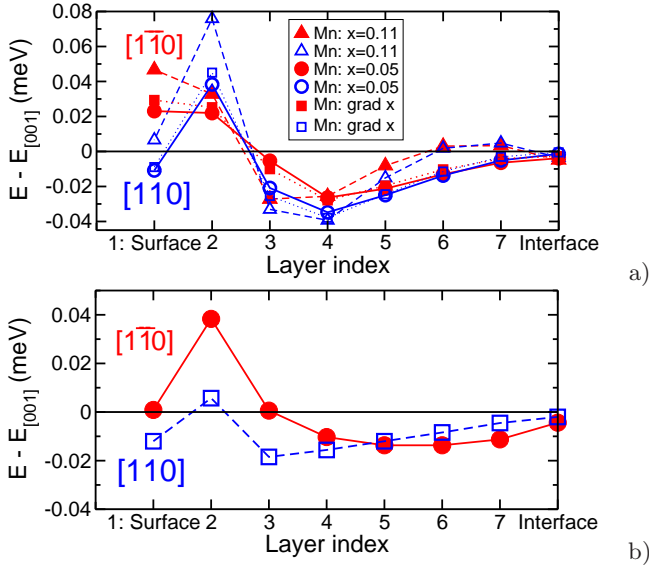 0.08
0.06
0.04
0.02
0
-0.02
-0.04
E - E[001] (meV)
[11̅0]
[110]
Mn: x=0.11
Mn: x=0.11
Mn: x=0.05
Mn: x=0.05
Mn: grad x
Mn: grad x
1: Surface 2 3 4 5 6 7 Interface
Layer index
a)
0.04
0.02
0
-0.02
-0.04
E - E[001] (meV)
[11̅0]
[110]
1: Surface 2 3 4 5 6 7 Interface
Layer index
b)